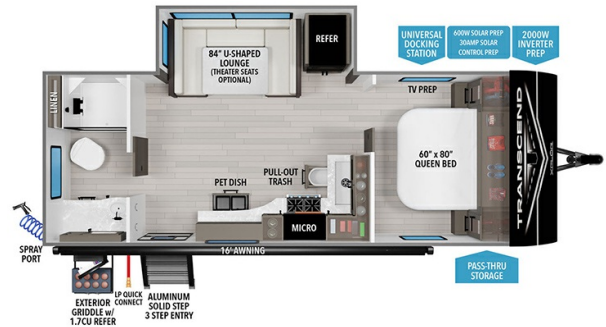 UNIVERSAL
DOCKING
STATION
600W SOLAR PREP
30AMP SOLAR
CONTROL PREP
2000W
INVERTER
PREP
84" U-SHAPED
LOUNGE
(THEATER SEATS
OPTIONAL)
REFER
LINEN
TV PREP
60" x 80"
QUEEN BED
TRANSCEND
PULL-OUT
TRASH
PET DISH
MICRO
16' AWNING
SPRAY
PORT
EXTERIOR
GRIDDLE w/
1.7CU REFER
LP QUICK
CONNECT
ALUMINUM
SOLID STEP
3 STEP ENTRY
PASS-THRU
STORAGE